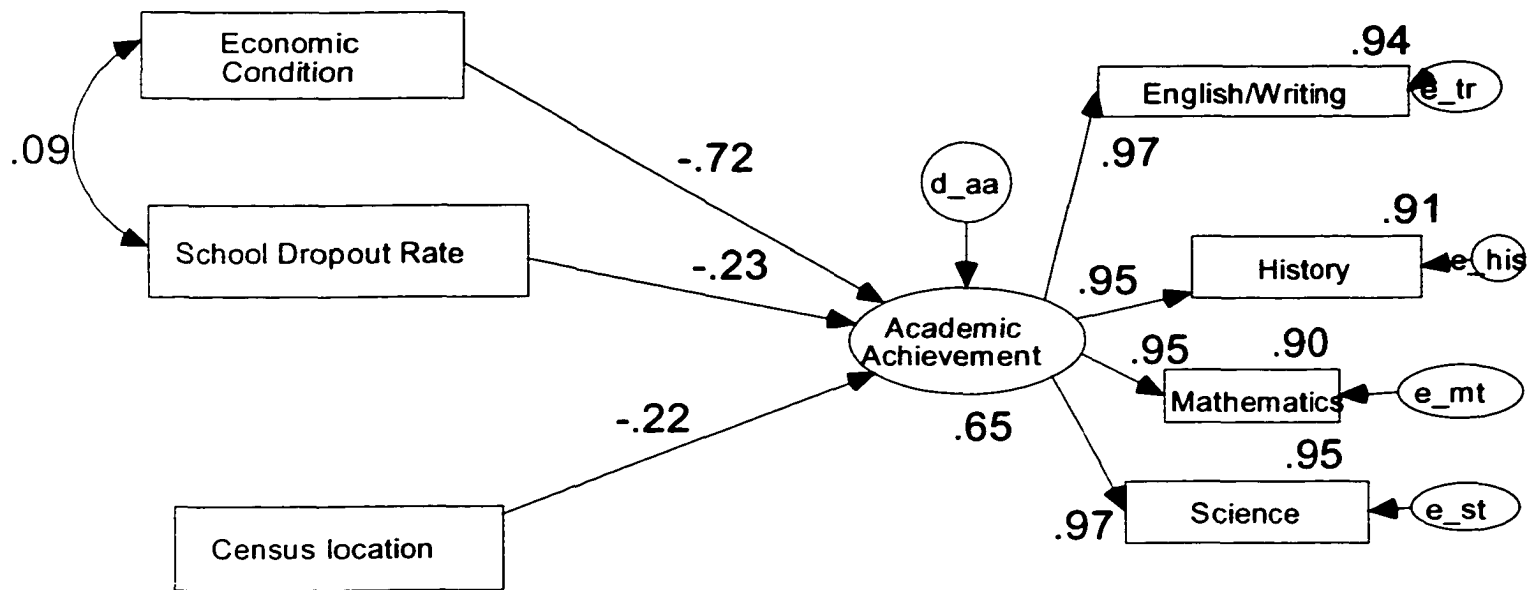 Economic
Condition
.94
English/Writing
e_tr
.09
-.72
.97
d_aa
.91
School Dropout Rate
-.23
.95
History
e_his
Academic
Achievement
.95
.90
Mathematics
e_mt
-.22
.65
.95
Census location
.97
Science
e_st